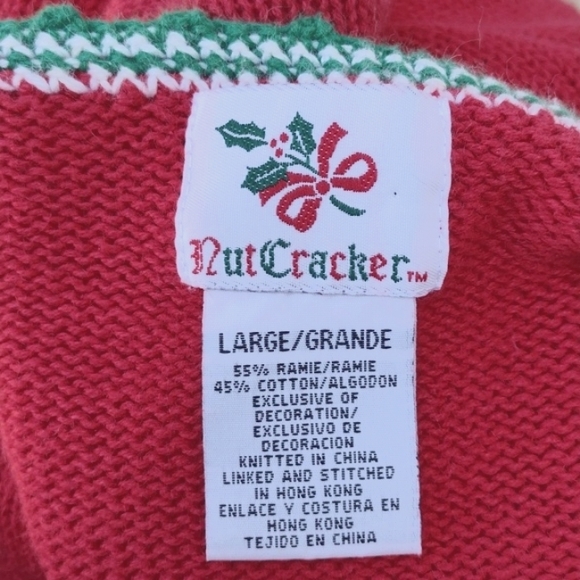 NutCracker™
LARGE/GRANDE
55% RAMIE/RAMIE
45% COTTON/ALGODON
EXCLUSIVE OF
DECORATION/
EXCLUSIVO DE
DECORACION
KNITTED IN CHINA
LINKED AND STITCHED
IN HONG KONG
ENLACE Y COSTURA EN
HONG KONG
TEJIDO EN CHINA